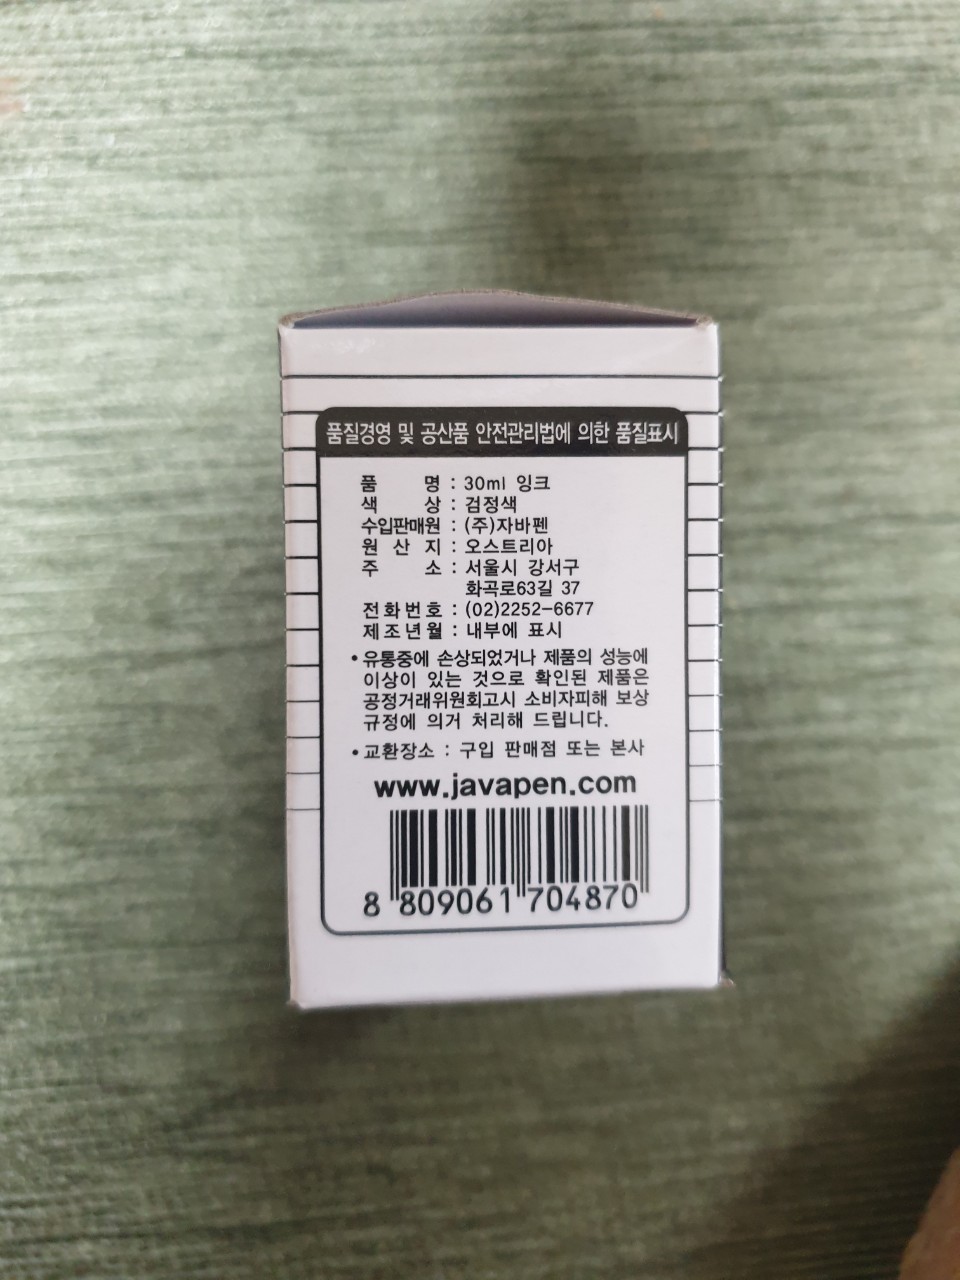 품질경영 및 공산품 안전관리법에 의한 품질표시
품 명 : 30ml 잉크
색 상 : 검정색
수입판매원 : (주)자바펜
원 산 지 : 오스트리아
주 소 : 서울시 강서구
화곡로63길 37
전화번호 : (02)2252-6677
제조년월 : 내부에 표시
• 유통중에 손상되었거나 제품의 성능에
이상이 있는 것으로 확인된 제품은
공정거래위원회고시 소비자피해 보상
규정에 의거 처리해 드립니다.
• 교환장소 : 구입 판매점 또는 본사
www.javapen.com
8 809061 704870